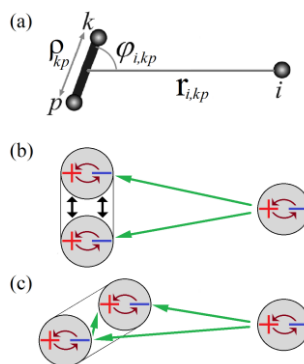 (a)
k
ρkp
φi,kp
p
ri,kp
i
(b)
+ −
+ −
+ −
(c)
+ −
+ −
+ −